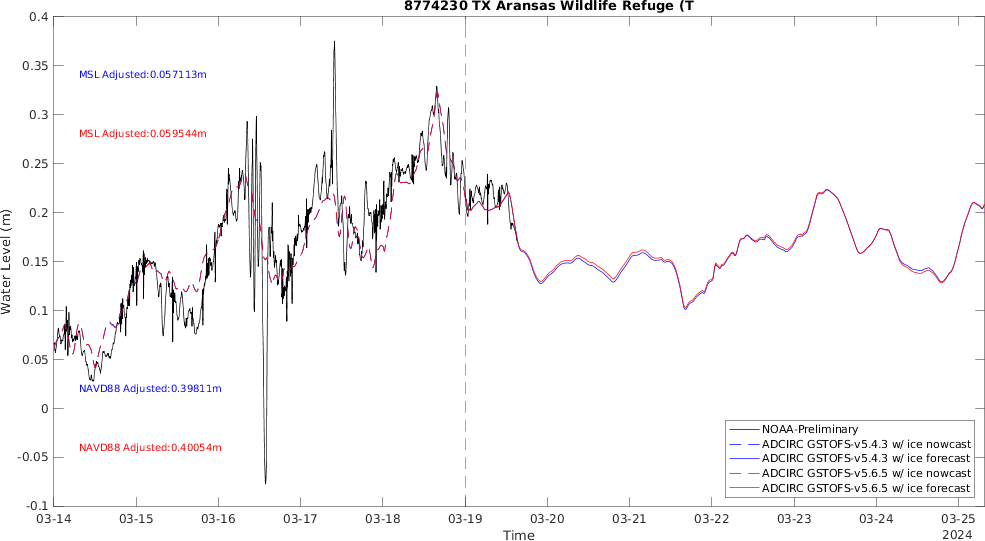 8774230 TX Aransas Wildlife Refuge (T
0.4
0.35
0.3
0.25
0.2
0.15
0.1
0.05
0
-0.05
-0.1
Water Level (m)
MSL Adjusted:0.057113m
MSL Adjusted:0.059544m
NAVD88 Adjusted:0.39811m
NAVD88 Adjusted:0.40054m
NOAA-Preliminary
ADCIRC GSTOFS-v5.4.3 w/ ice nowcast
ADCIRC GSTOFS-v5.4.3 w/ ice forecast
ADCIRC GSTOFS-v5.6.5 w/ ice nowcast
ADCIRC GSTOFS-v5.6.5 w/ ice forecast
03-14 03-15 03-16 03-17 03-18 03-19 03-20 03-21 03-22 03-23 03-24 03-25
Time
2024